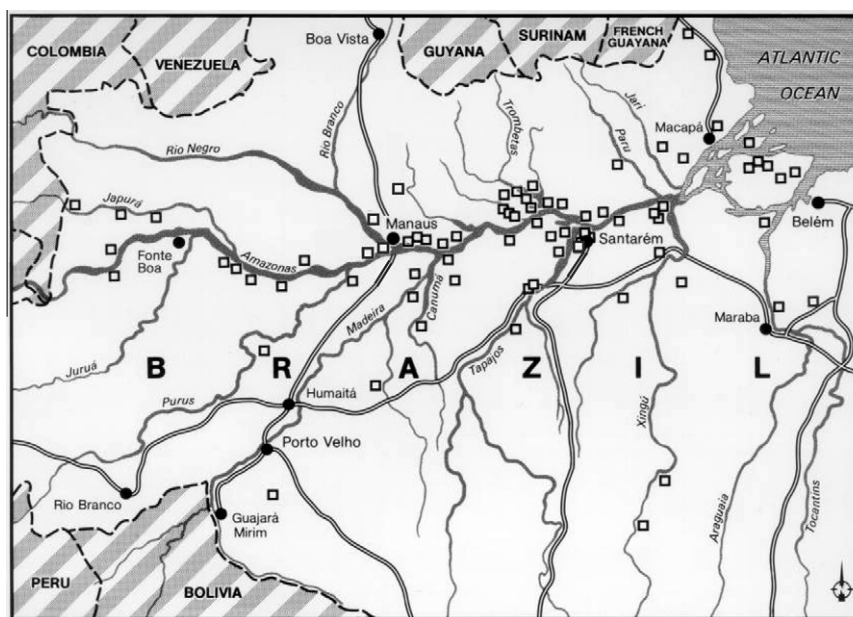 COLOMBIA
VENEZUELA
Boa Vista
GUYANA
SURINAM
FRENCH
GUAYANA
ATLANTIC
OCEAN
Rio Negro
Rio Branco
Trombetas
Paru
Jari
Macapá
Japurá
Manaus
Santarém
Belém
Fonte
Boa
Amazonas
Madeira
Canumá
Maraba
Juruá
B R A Z I L
Purus
Humaitá
Tapajos
Xingú
Porto Velho
Rio Branco
Guajará
Mirim
Araguaia
Tocantins
PERU
BOLIVIA